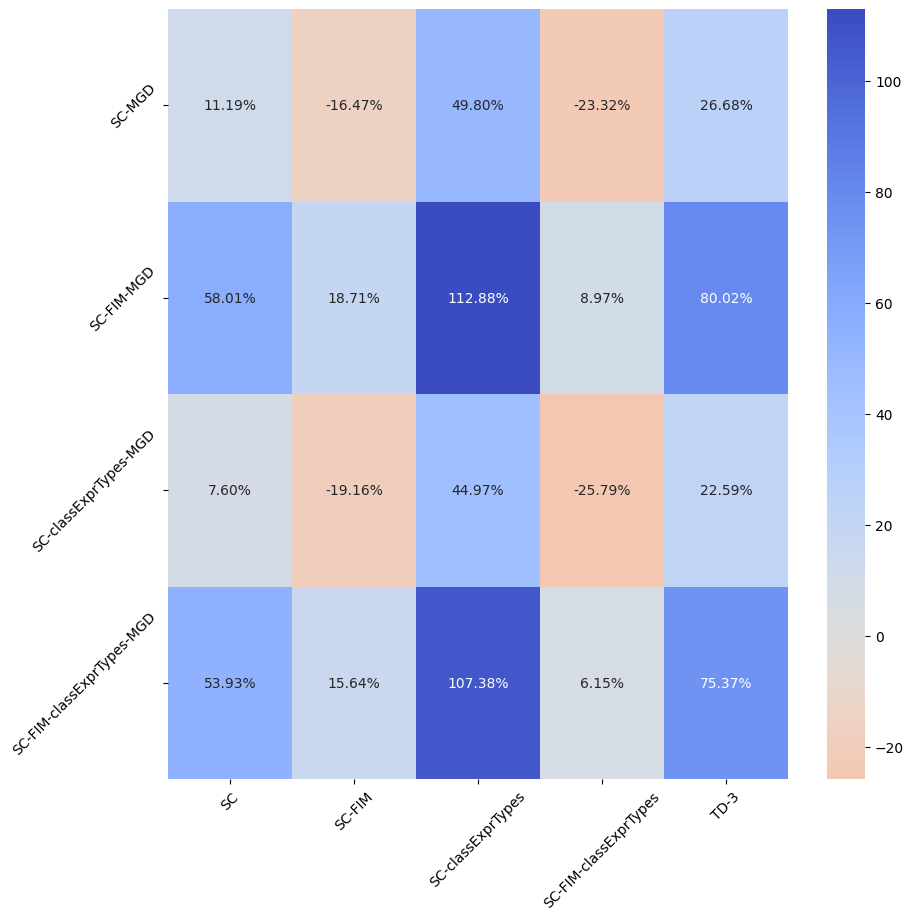 SC-MGD
11.19% -16.47% 49.80% -23.32% 26.68%
SC-FIM-MGD
58.01% 18.71% 112.88% 8.97% 80.02%
SC-classExprTypes-MGD
7.60% -19.16% 44.97% -25.79% 22.59%
SC-FIM-classExprTypes-MGD
53.93% 15.64% 107.38% 6.15% 75.37%
SC
SC-FIM
SC-classExprTypes
SC-FIM-classExprTypes
TD-3
100
80
60
40
20
0
−20